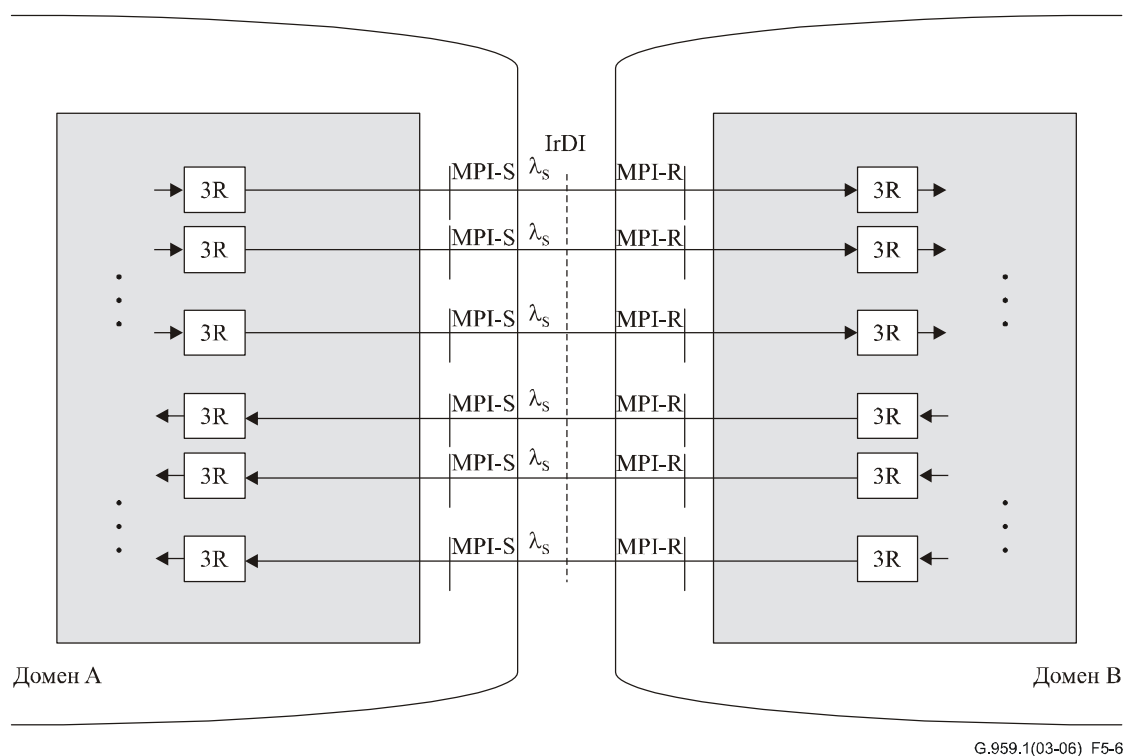 IrDI
MPI-S λS MPI-R
3R 3R
MPI-S λS MPI-R
3R 3R
MPI-S λS MPI-R
3R 3R
MPI-S λS MPI-R
3R 3R
MPI-S λS MPI-R
3R 3R
MPI-S λS MPI-R
3R 3R
Домен A Домен B
G.959.1(03-06)_F5-6